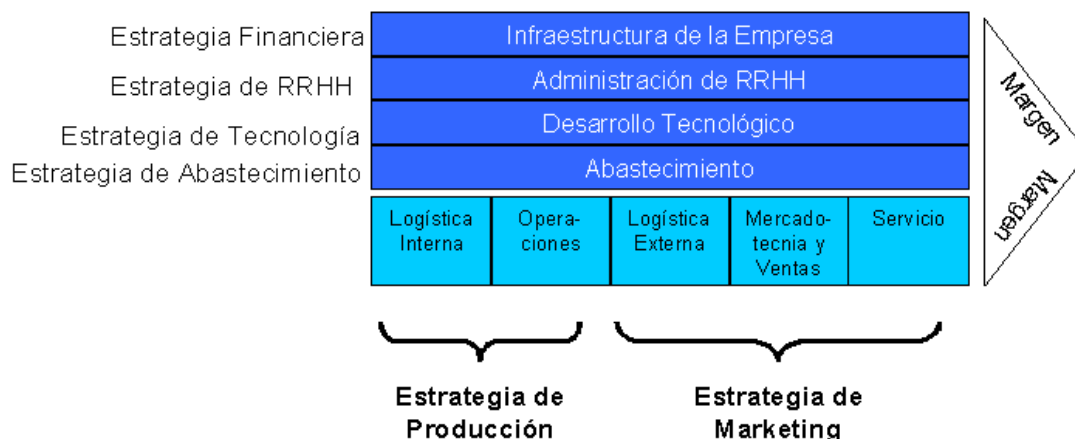 Estrategia Financiera
Infraestructura de la Empresa
Estrategia de RRHH
Administración de RRHH
Estrategia de Tecnología
Desarrollo Tecnológico
Estrategia de Abastecimiento
Abastecimiento
Margen
Margen
Logística
Interna
Opera-
ciones
Logística
Externa
Mercado-
tecnia y
Ventas
Servicio
Estrategia de
Producción
Estrategia de
Marketing